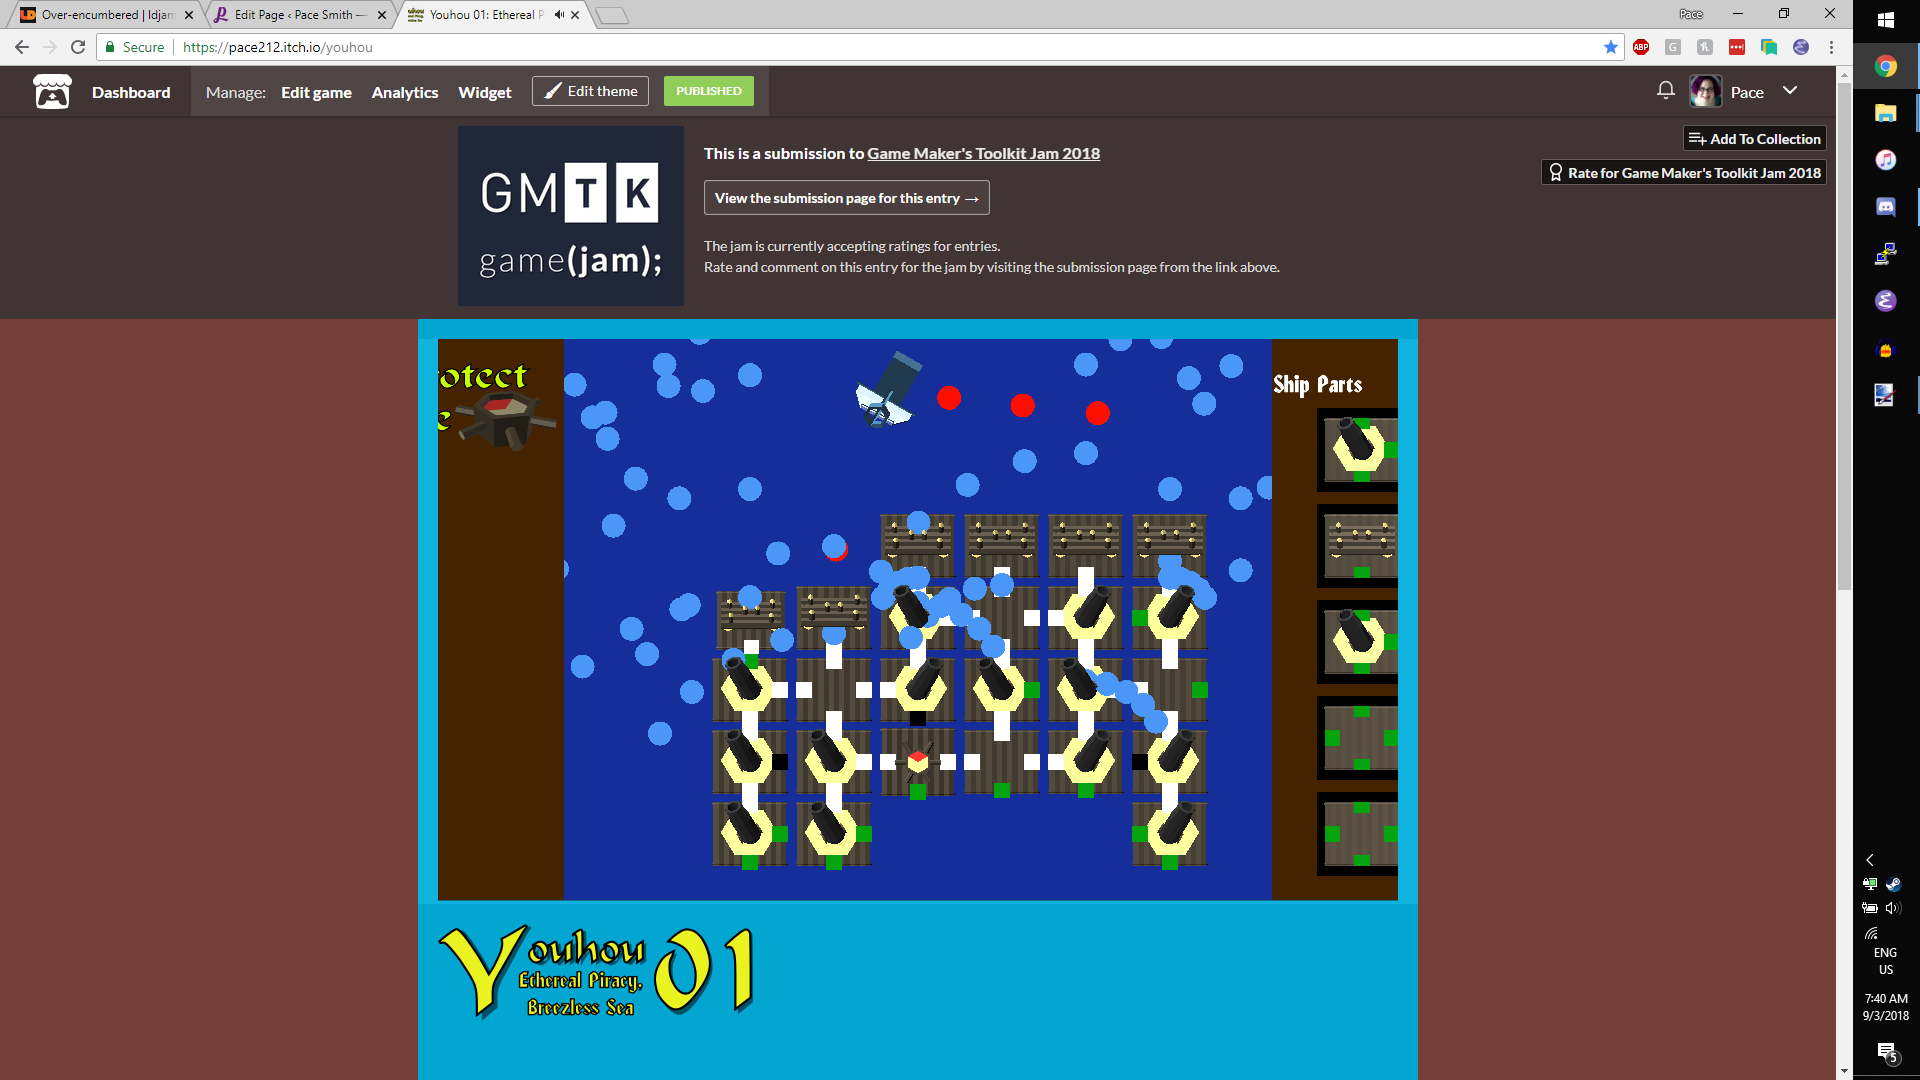 Over-encumbered | ldjam
Edit Page ‹ Pace Smith —
Youhou 01: Ethereal P
Pace
Secure
https://pace212.itch.io/youhou
ABP
Dashboard
Manage:
Edit game
Analytics
Widget
Edit theme
PUBLISHED
Pace
GMTK
game(jam);
This is a submission to Game Maker's Toolkit Jam 2018
View the submission page for this entry →
The jam is currently accepting ratings for entries.
Rate and comment on this entry for the jam by visiting the submission page from the link above.
Add To Collection
Rate for Game Maker's Toolkit Jam 2018
otect
e
Ship Parts
Youhou 01
Ethereal Piracy,
Breezless Sea
ENG
US
7:40 AM
9/3/2018
5